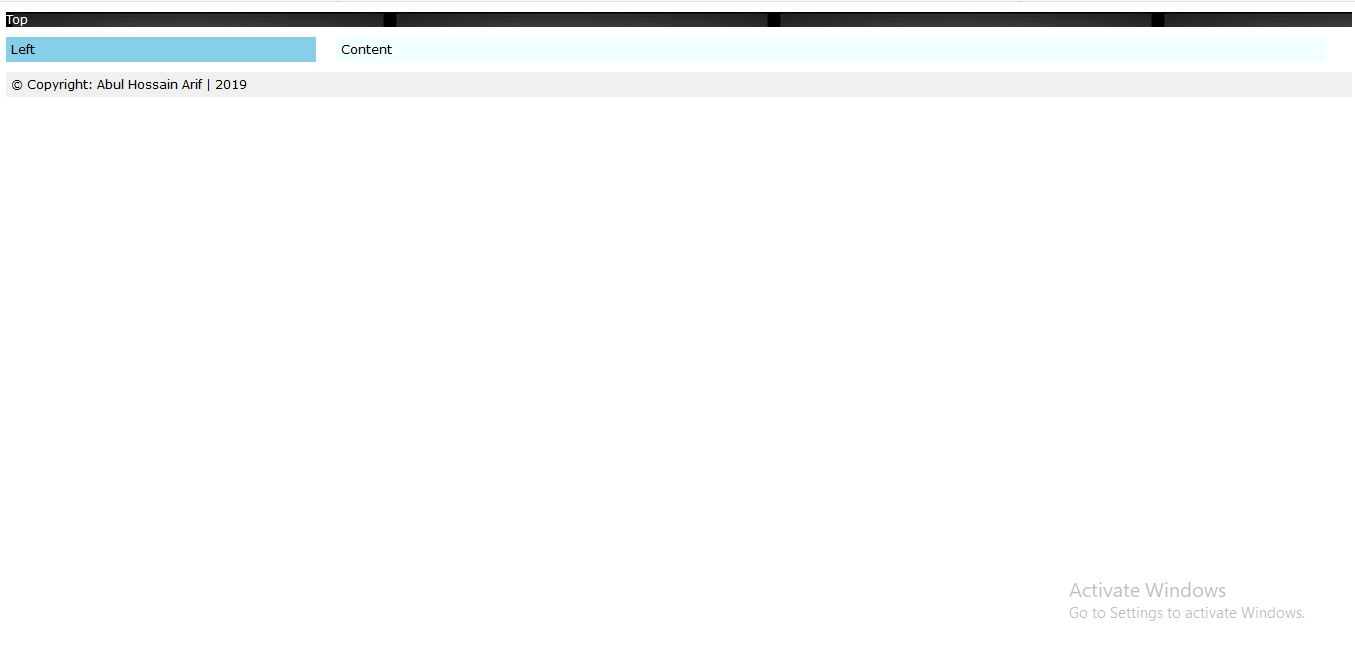 Top
Left
Content
© Copyright: Abul Hossain Arif | 2019
Activate Windows
Go to Settings to activate Windows.